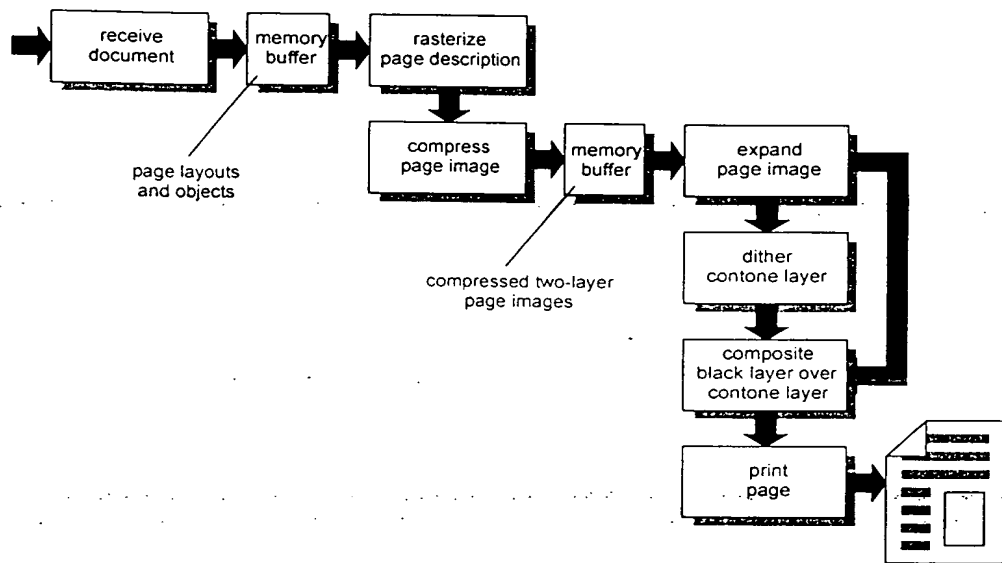 receive
document
memory
buffer
rasterize
page description
page layouts
and objects
compress
page image
memory
buffer
expand
page image
compressed two-layer
page images
dither
contone layer
composite
black layer over
contone layer
print
page